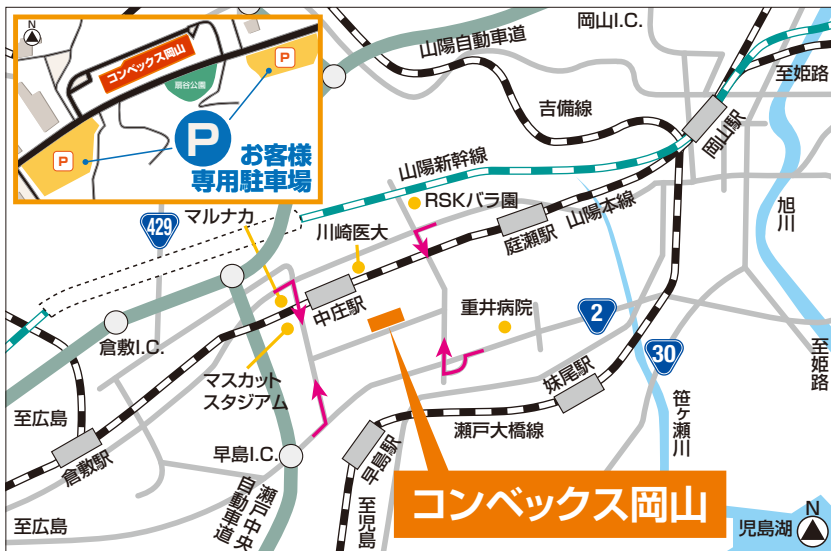 N
コンベックス岡山
P
扇谷公園
P
P
お客様
専用駐車場
山陽自動車道
岡山I.C.
至姫路
吉備線
岡山駅
山陽新幹線
RSKバラ園
山陽本線
旭川
マルナカ
429
川崎医大
庭瀬駅
中庄駅
重井病院
2
倉敷I.C.
30
至姫路
マスカット
スタジアム
妹尾駅
笹ヶ瀬川
至広島
瀬戸大橋線
倉敷駅
早島I.C.
早島駅
瀬戸中央
自動車道
至児島
コンベックス岡山
至広島
児島湖
N